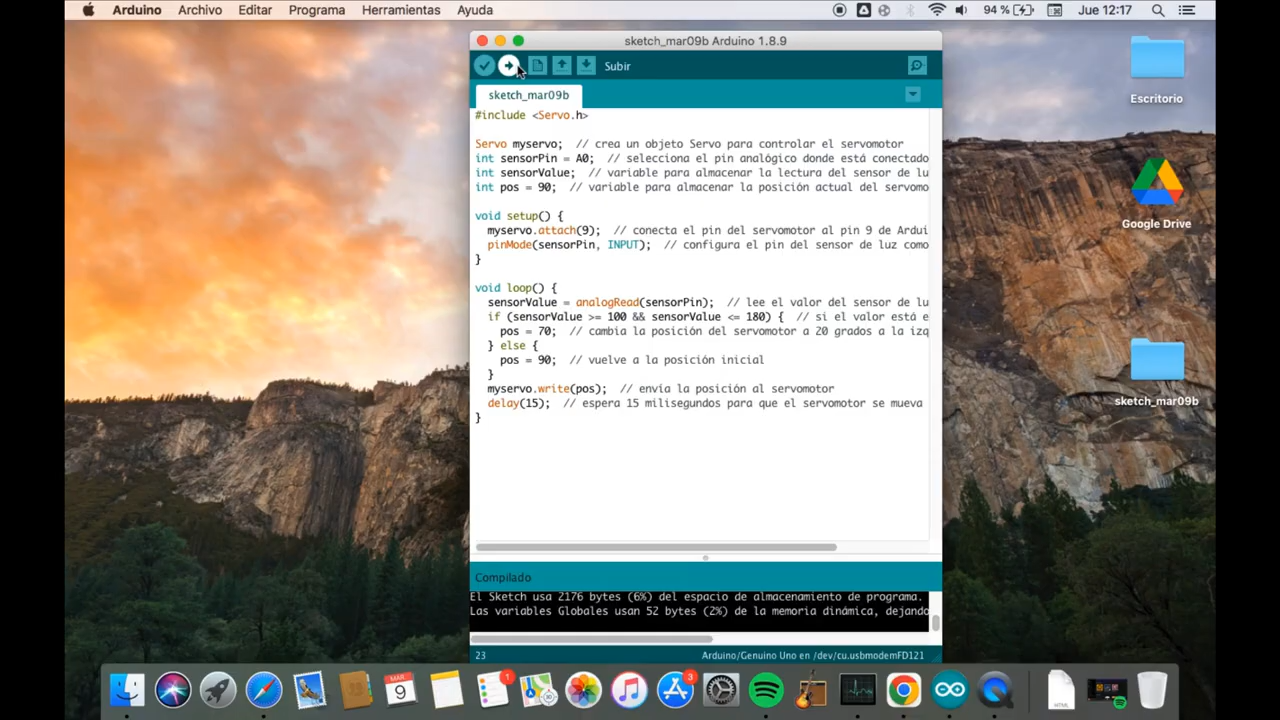 Arduino Archivo Editar Programa Herramientas Ayuda 94 % Jue 12:17
sketch_mar09b Arduino 1.8.9
Subir
sketch_mar09b
#include <Servo.h>
Servo myservo; // crea un objeto Servo para controlar el servomotor
int sensorPin = A0; // selecciona el pin analógico donde está conectado
int sensorValue; // variable para almacenar la lectura del sensor de lu
int pos = 90; // variable para almacenar la posición actual del servomo
void setup() {
myservo.attach(9); // conecta el pin del servomotor al pin 9 de Ardui
pinMode(sensorPin, INPUT); // configura el pin del sensor de luz como
}
void loop() {
sensorValue = analogRead(sensorPin); // lee el valor del sensor de lu
if (sensorValue >= 100 && sensorValue <= 180) { // si el valor está e
pos = 70; // cambia la posición del servomotor a 20 grados a la izq
} else {
pos = 90; // vuelve a la posición inicial
}
myservo.write(pos); // envía la posición al servomotor
delay(15); // espera 15 milisegundos para que el servomotor se mueva
}
Compilado
El Sketch usa 2176 bytes (6%) del espacio de almacenamiento de programa.
Las variables Globales usan 52 bytes (2%) de la memoria dinámica, dejando
23 Arduino/Genuino Uno en /dev/cu.usbmodemFD121
Escritorio
Google Drive
sketch_mar09b
MAR
9
1
3
HTML